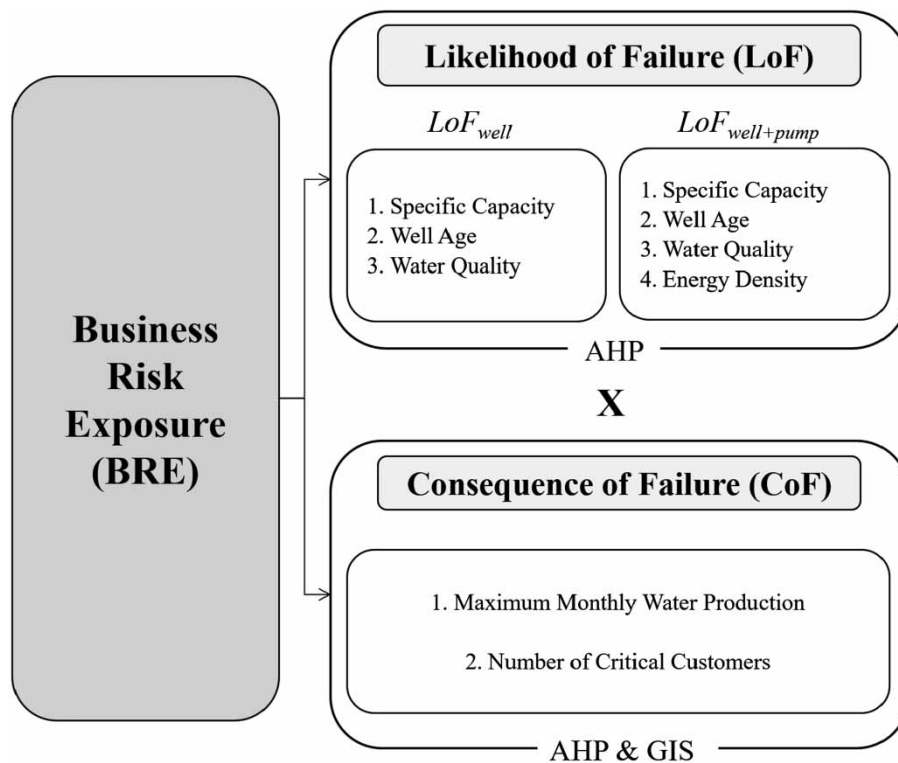 Business
Risk
Exposure
(BRE)
Likelihood of Failure (LoF)
LoF_well
1. Specific Capacity
2. Well Age
3. Water Quality
LoF_well+pump
1. Specific Capacity
2. Well Age
3. Water Quality
4. Energy Density
AHP
X
Consequence of Failure (CoF)
1. Maximum Monthly Water Production
2. Number of Critical Customers
AHP & GIS